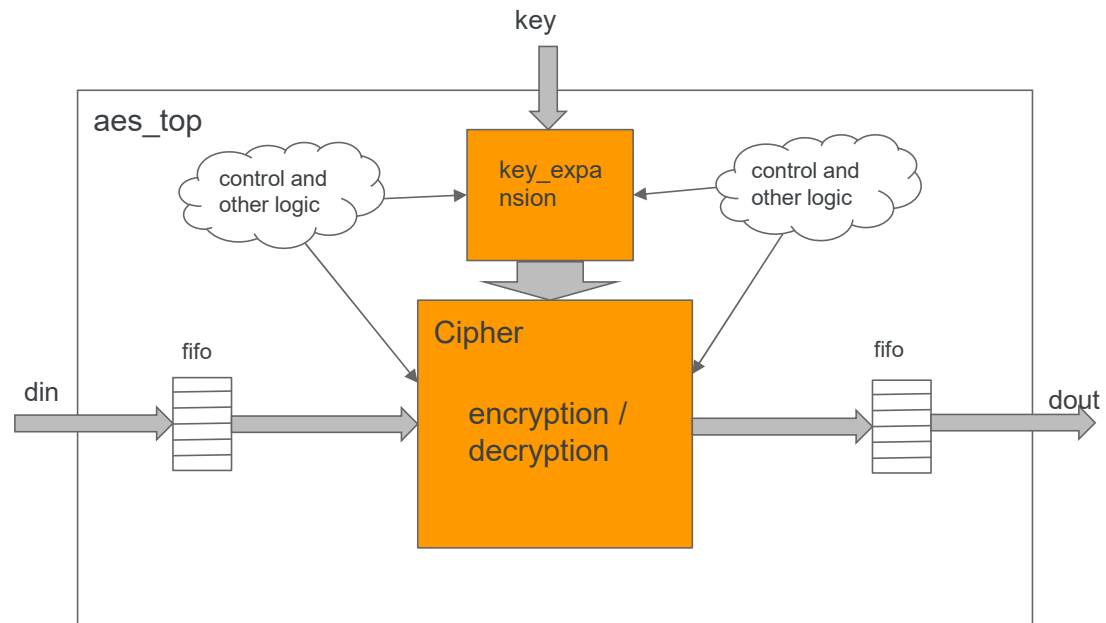 key
aes_top
control and
other logic
key_expa
nsion
control and
other logic
Cipher
encryption /
decryption
fifo
fifo
din
dout